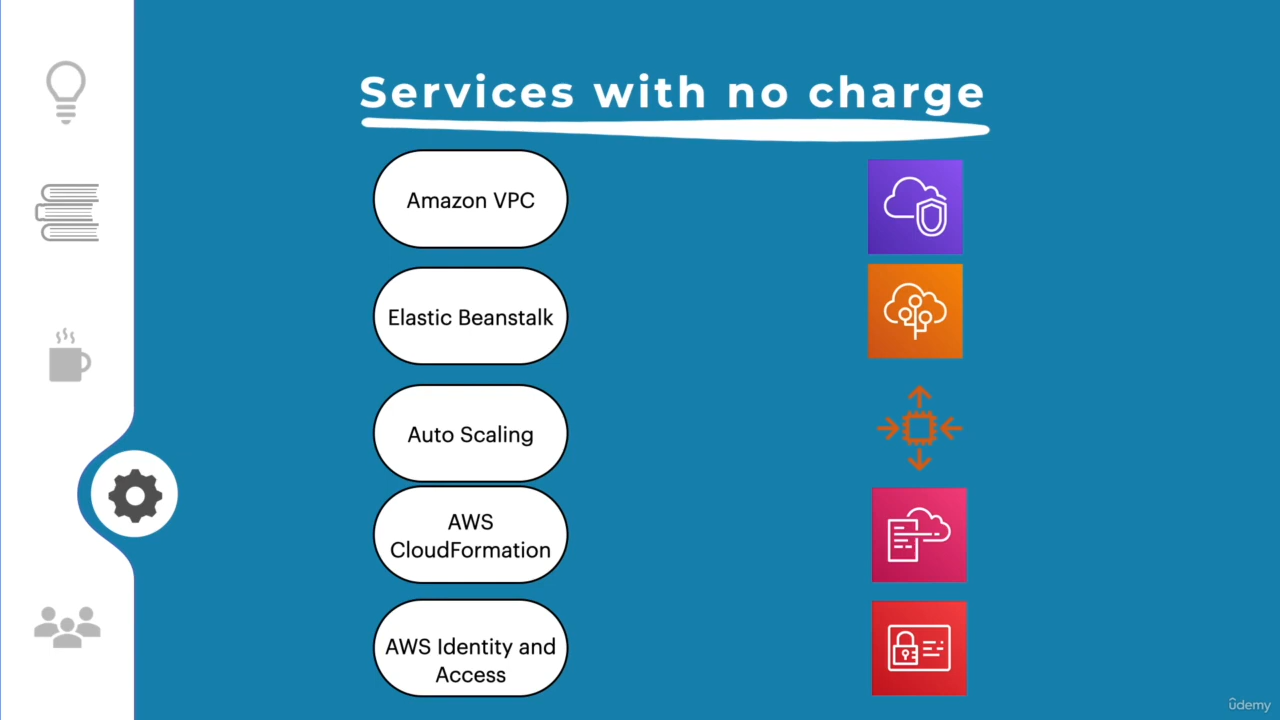 Services with no charge
Amazon VPC
Elastic Beanstalk
Auto Scaling
AWS
CloudFormation
AWS Identity and
Access
ûdemy